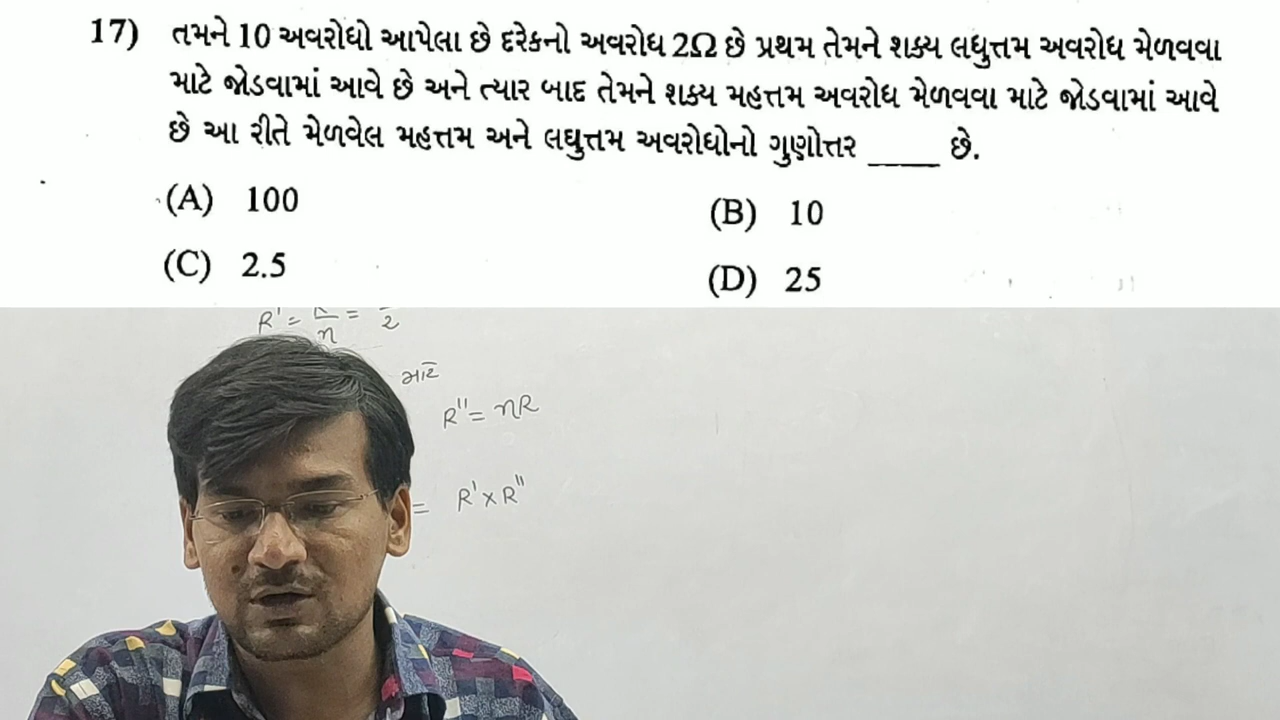 17) તમને 10 અવરોધો આપેલા છે દરેકનો અવરોધ 2Ω છે પ્રથમ તેમને શક્ય લઘુત્તમ અવરોધ મેળવવા
માટે જોડવામાં આવે છે અને ત્યાર બાદ તેમને શક્ય મહત્તમ અવરોધ મેળવવા માટે જોડવામાં આવે
છે આ રીતે મેળવેલ મહત્તમ અને લઘુત્તમ અવરોધોનો ગુણોત્તર ____ છે.
(A) 100 (B) 10
(C) 2.5 (D) 25
R' = R/n = 2
માટે
R" = nR
= R' × R"